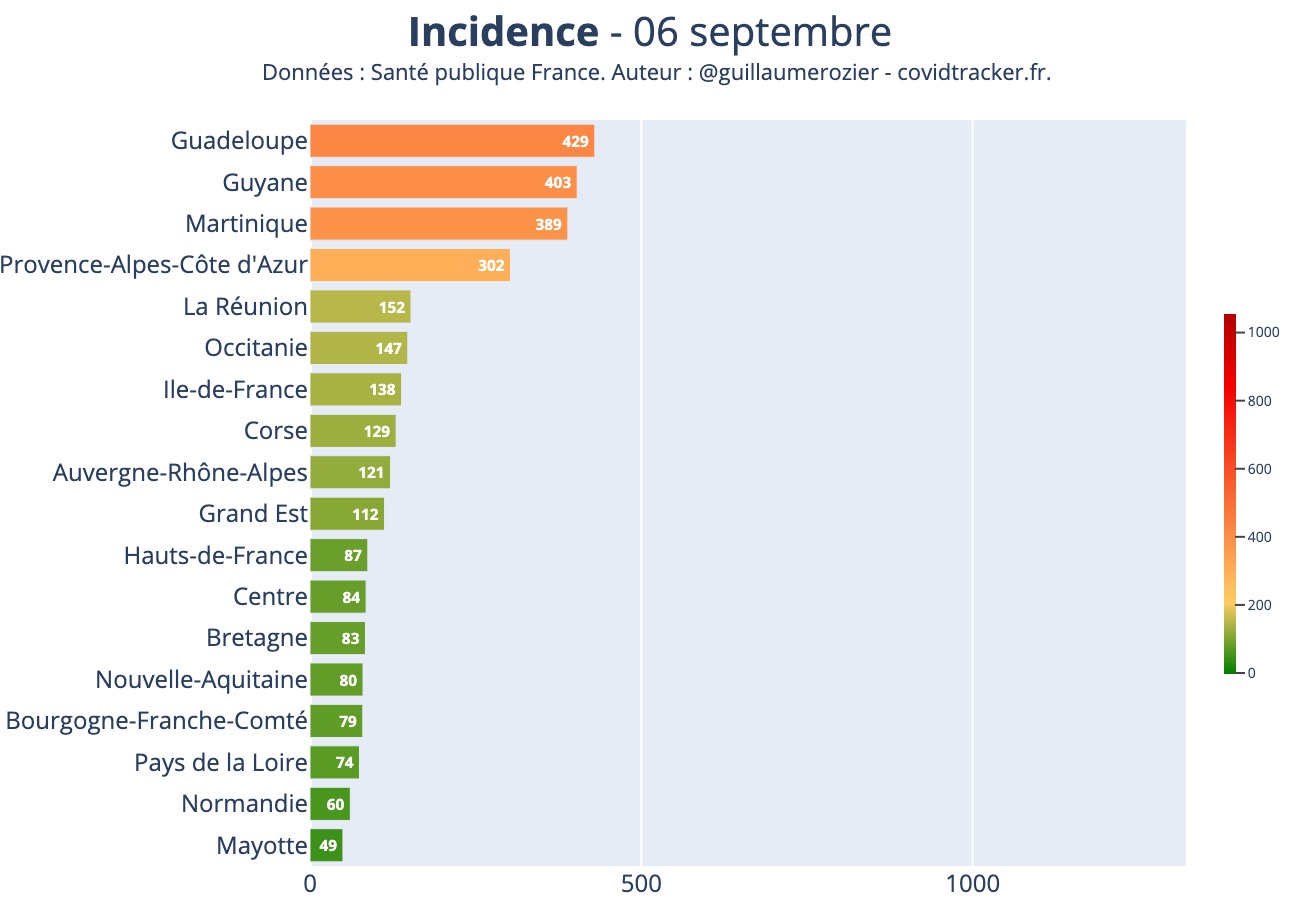 Incidence - 06 septembre
Données : Santé publique France. Auteur : @guillaumerozier - covidtracker.fr.
Guadeloupe 429
Guyane 403
Martinique 389
Provence-Alpes-Côte d'Azur 302
La Réunion 152
Occitanie 147
Ile-de-France 138
Corse 129
Auvergne-Rhône-Alpes 121
Grand Est 112
Hauts-de-France 87
Centre 84
Bretagne 83
Nouvelle-Aquitaine 80
Bourgogne-Franche-Comté 79
Pays de la Loire 74
Normandie 60
Mayotte 49
0 500 1000
1000
800
600
400
200
0